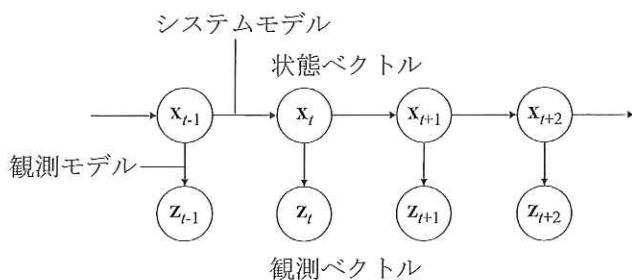 システムモデル
状態ベクトル
x_{t-1} x_t x_{t+1} x_{t+2}
観測モデル
z_{t-1} z_t z_{t+1} z_{t+2}
観測ベクトル